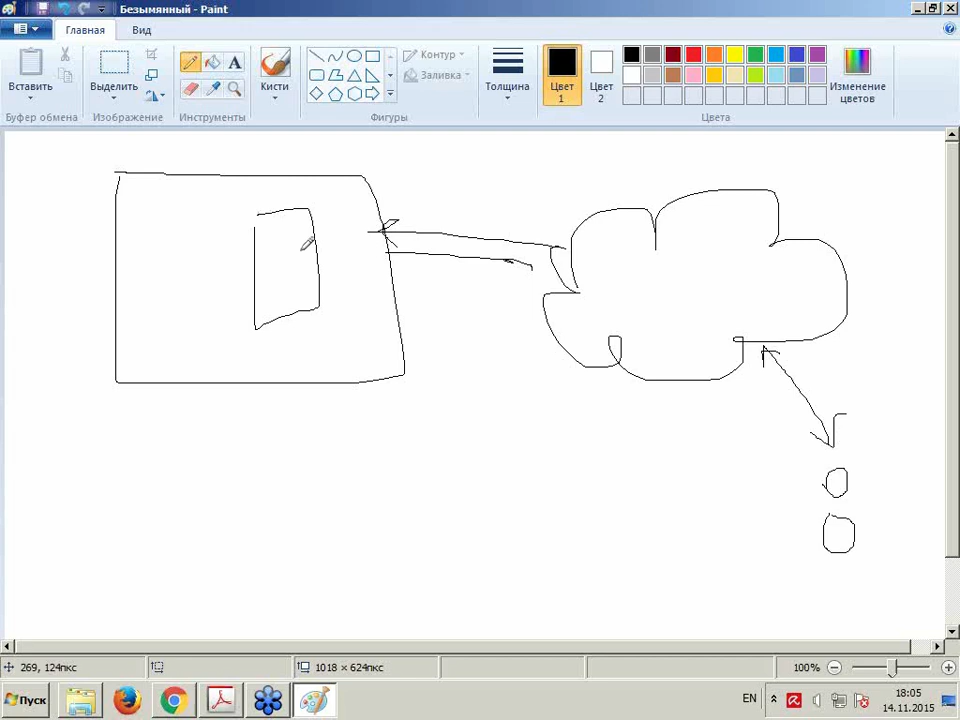 Безымянный - Paint
Главная
Вид
Вставить
Выделить
A
Кисти
Контур
Заливка
Толщина
Цвет 1
Цвет 2
Изменение цветов
Буфер обмена
Изображение
Инструменты
Фигуры
Цвета
269, 124пкс
1018 × 624пкс
100%
Пуск
EN
18:05
14.11.2015